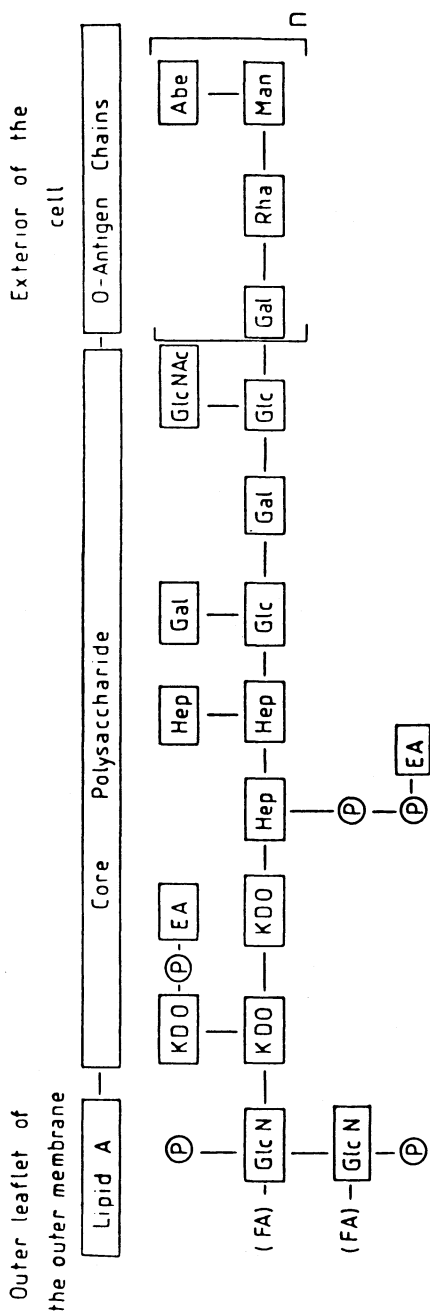 Outer leaflet of
the outer membrane
Exterior of the
cell
Lipid A — Core Polysaccharide — O-Antigen Chains
P KDO-P-EA Hep Gal GlcNAc Abe
(FA)-GlcN — KDO — KDO — Hep — Hep — Glc — Gal — Glc — Gal — Rha — Man
n
(FA)—GlcN P
P P-EA